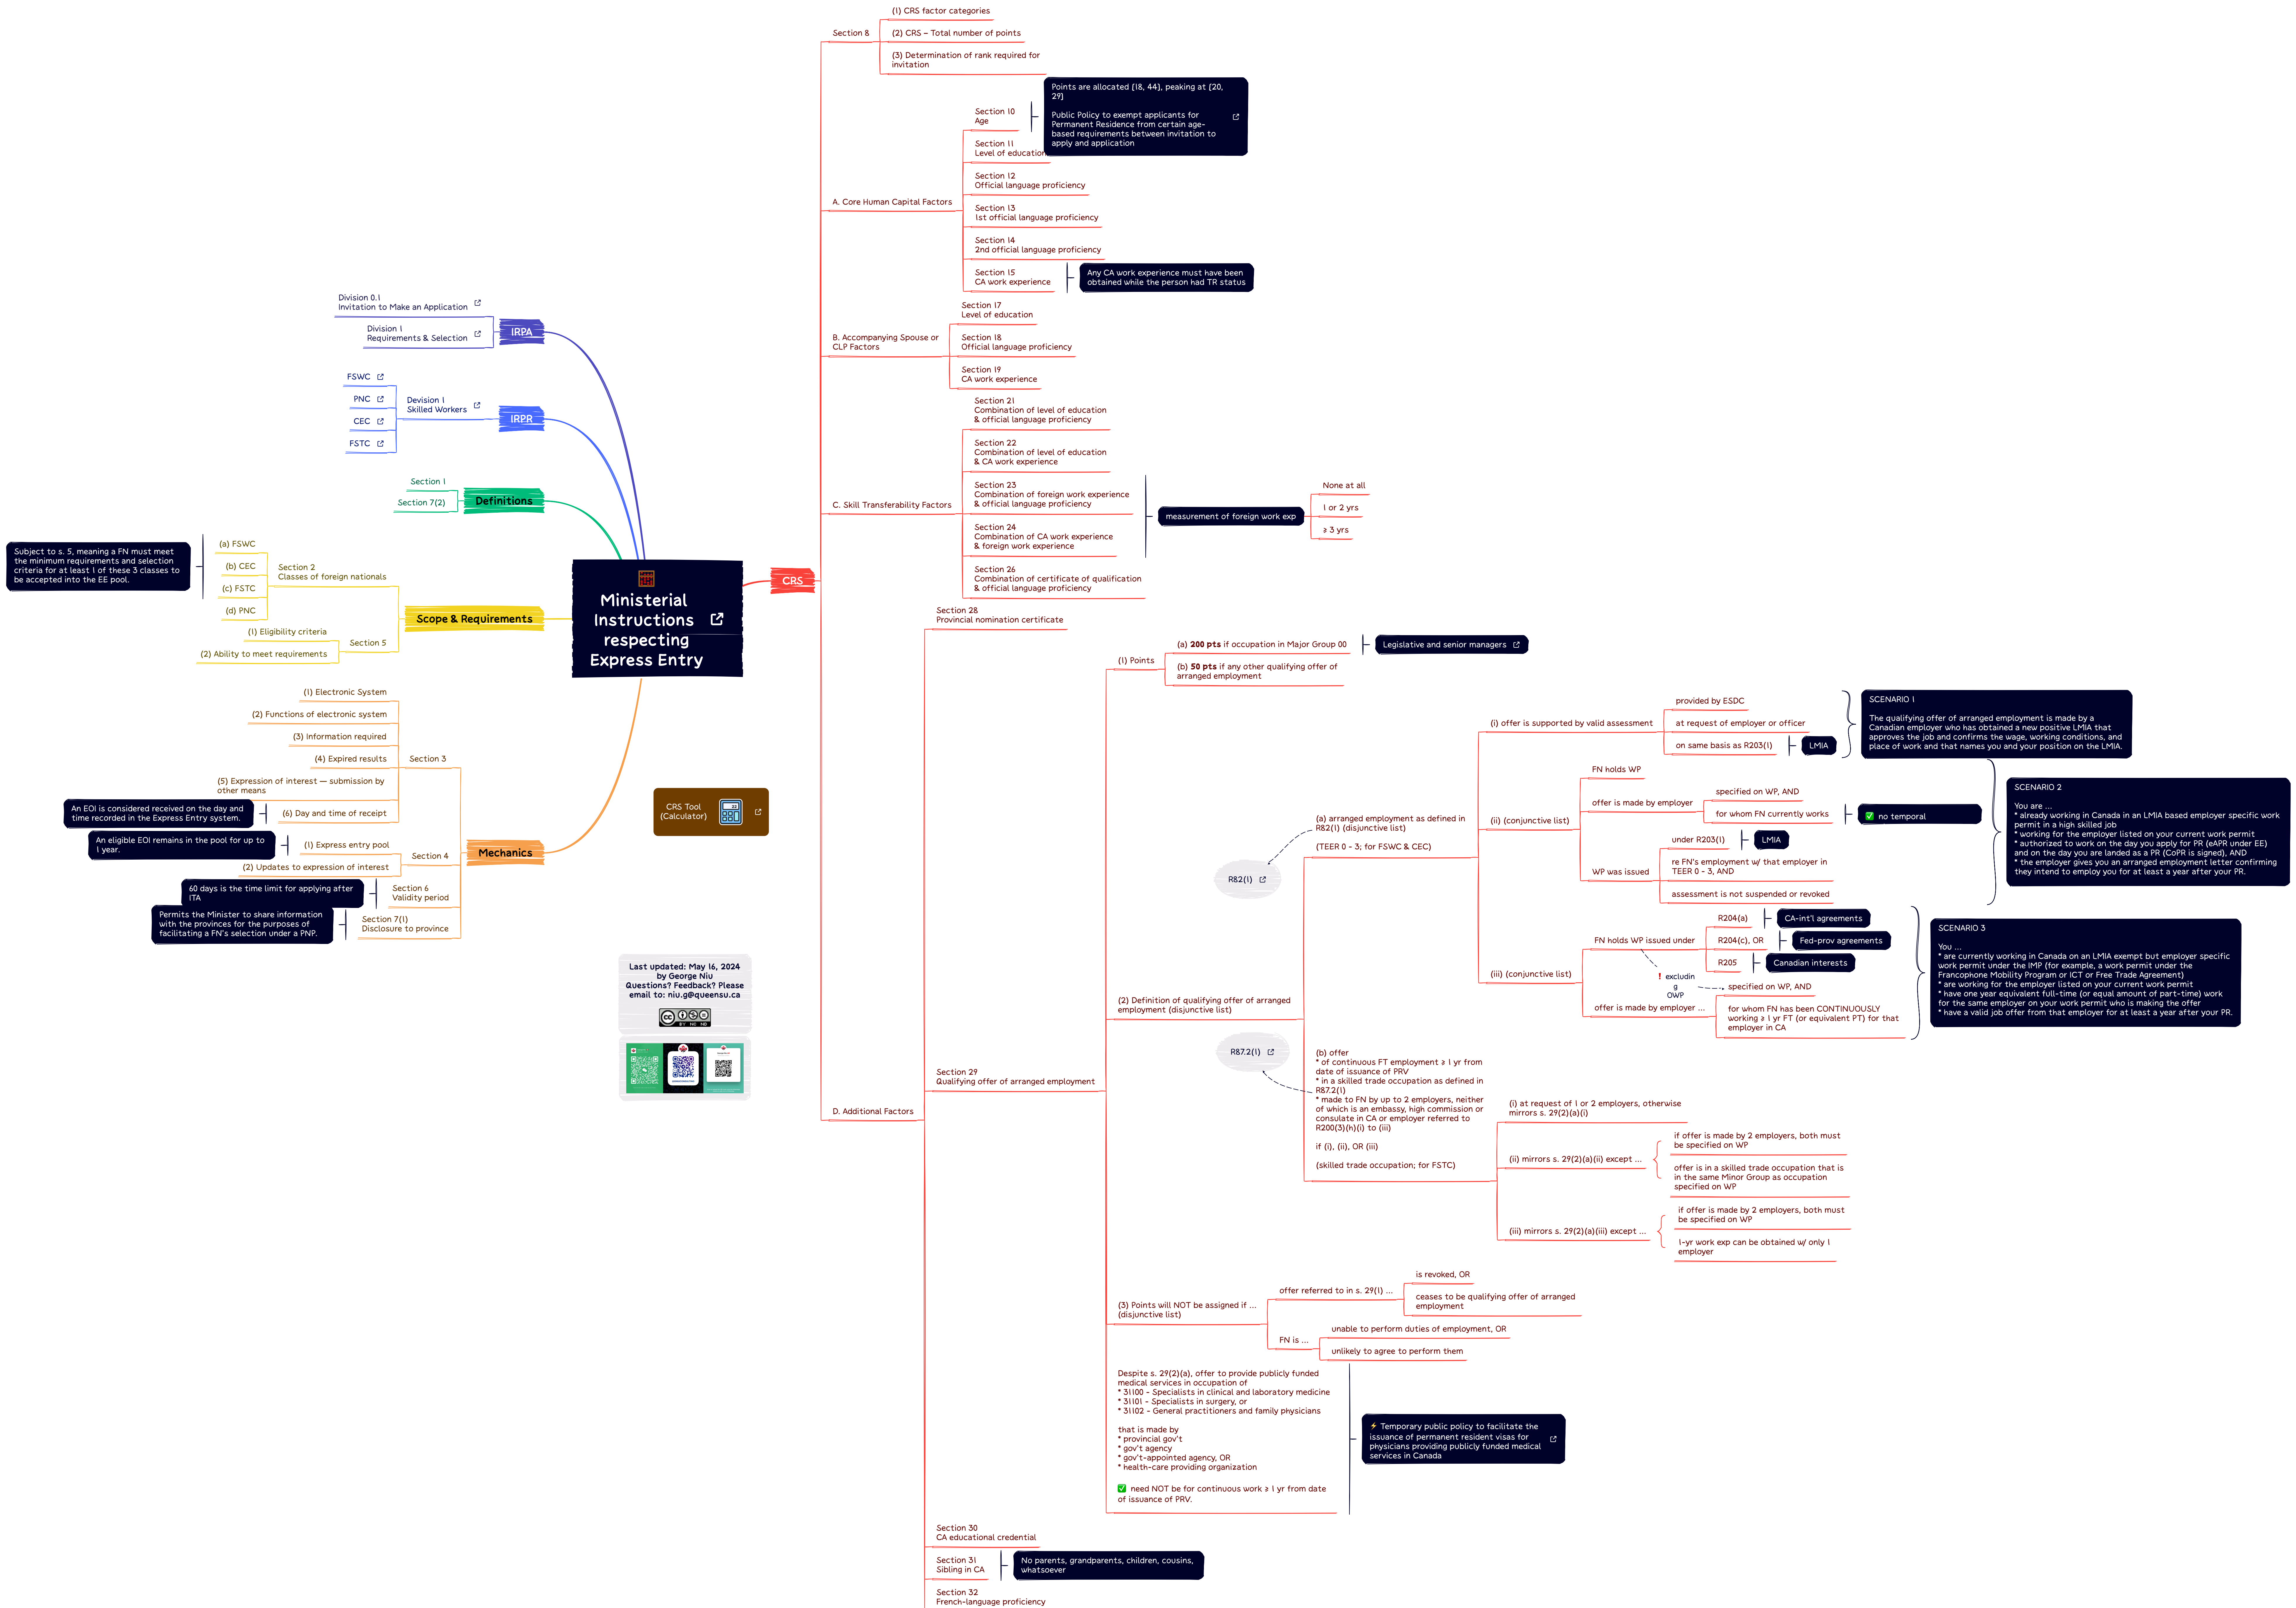 Ministerial
Instructions
respecting
Express Entry
IRPA
Division 0.1
Invitation to Make an Application
Division 1
Requirements & Selection
IRPR
Devision 1
Skilled Workers
FSWC
PNC
CEC
FSTC
Definitions
Section 1
Section 7(2)
Scope & Requirements
Section 2
Classes of foreign nationals
(a) FSWC
(b) CEC
(c) FSTC
(d) PNC
Subject to s. 5, meaning a FN must meet
the minimum requirements and selection
criteria for at least 1 of these 3 classes to
be accepted into the EE pool.
Section 5
(1) Eligibility criteria
(2) Ability to meet requirements
Mechanics
Section 3
(1) Electronic System
(2) Functions of electronic system
(3) Information required
(4) Expired results
(5) Expression of interest — submission by
other means
(6) Day and time of receipt
An EOI is considered received on the day and
time recorded in the Express Entry system.
Section 4
(1) Express entry pool
An eligible EOI remains in the pool for up to
1 year.
(2) Updates to expression of interest
Section 6
Validity period
60 days is the time limit for applying after
ITA
Section 7(1)
Disclosure to province
Permits the Minister to share information
with the provinces for the purposes of
facilitating a FN's selection under a PNP.
CRS Tool
(Calculator)
Last updated: May 16, 2024
by George Niu
Questions? Feedback? Please
email to: niu.g@queensu.ca
cc
BY NC ND
CRS
Section 8
(1) CRS factor categories
(2) CRS – Total number of points
(3) Determination of rank required for
invitation
A. Core Human Capital Factors
Section 10
Age
Points are allocated [18, 44], peaking at [20,
29]
Public Policy to exempt applicants for
Permanent Residence from certain age-
based requirements between invitation to
apply and application
Section 11
Level of education
Section 12
Official language proficiency
Section 13
1st official language proficiency
Section 14
2nd official language proficiency
Section 15
CA work experience
Any CA work experience must have been
obtained while the person had TR status
B. Accompanying Spouse or
CLP Factors
Section 17
Level of education
Section 18
Official language proficiency
Section 19
CA work experience
C. Skill Transferability Factors
Section 21
Combination of level of education
& official language proficiency
Section 22
Combination of level of education
& CA work experience
Section 23
Combination of foreign work experience
& official language proficiency
Section 24
Combination of CA work experience
& foreign work experience
Section 26
Combination of certificate of qualification
& official language proficiency
measurement of foreign work exp
None at all
1 or 2 yrs
≥ 3 yrs
D. Additional Factors
Section 28
Provincial nomination certificate
Section 29
Qualifying offer of arranged employment
(1) Points
(a) 200 pts if occupation in Major Group 00
Legislative and senior managers
(b) 50 pts if any other qualifying offer of
arranged employment
(2) Definition of qualifying offer of arranged
employment (disjunctive list)
(a) arranged employment as defined in
R82(1) (disjunctive list)
(TEER 0 - 3; for FSWC & CEC)
R82(1)
(i) offer is supported by valid assessment
provided by ESDC
at request of employer or officer
on same basis as R203(1)
LMIA
SCENARIO 1
The qualifying offer of arranged employment is made by a
Canadian employer who has obtained a new positive LMIA that
approves the job and confirms the wage, working conditions, and
place of work and that names you and your position on the LMIA.
(ii) (conjunctive list)
FN holds WP
offer is made by employer
specified on WP, AND
for whom FN currently works
✅ no temporal
WP was issued
under R203(1)
LMIA
re FN's employment w/ that employer in
TEER 0 - 3, AND
assessment is not suspended or revoked
SCENARIO 2
You are ...
* already working in Canada in an LMIA based employer specific work
permit in a high skilled job
* working for the employer listed on your current work permit
* authorized to work on the day you apply for PR (eAPR under EE)
and on the day you are landed as a PR (CoPR is signed), AND
* the employer gives you an arranged employment letter confirming
they intend to employ you for at least a year after your PR.
(iii) (conjunctive list)
FN holds WP issued under
R204(a)
CA-int'l agreements
R204(c), OR
Fed-prov agreements
R205
Canadian interests
❗ excludin
g
OWP
offer is made by employer ...
specified on WP, AND
for whom FN has been CONTINUOUSLY
working ≥ 1 yr FT (or equivalent PT) for that
employer in CA
SCENARIO 3
You ...
* are currently working in Canada on an LMIA exempt but employer specific
work permit under the IMP (for example, a work permit under the
Francophone Mobility Program or ICT or Free Trade Agreement)
* are working for the employer listed on your current work permit
* have one year equivalent full-time (or equal amount of part-time) work
for the same employer on your work permit who is making the offer
* have a valid job offer from that employer for at least a year after your PR.
R87.2(1)
(b) offer
* of continuous FT employment ≥ 1 yr from
date of issuance of PRV
* in a skilled trade occupation as defined in
R87.2(1)
* made to FN by up to 2 employers, neither
of which is an embassy, high commission or
consulate in CA or employer referred to
R200(3)(h)(i) to (iii)
if (i), (ii), OR (iii)
(skilled trade occupation; for FSTC)
(i) at request of 1 or 2 employers, otherwise
mirrors s. 29(2)(a)(i)
(ii) mirrors s. 29(2)(a)(ii) except ...
if offer is made by 2 employers, both must
be specified on WP
offer is in a skilled trade occupation that is
in the same Minor Group as occupation
specified on WP
(iii) mirrors s. 29(2)(a)(iii) except ...
if offer is made by 2 employers, both must
be specified on WP
1-yr work exp can be obtained w/ only 1
employer
(3) Points will NOT be assigned if ...
(disjunctive list)
offer referred to in s. 29(1) ...
is revoked, OR
ceases to be qualifying offer of arranged
employment
FN is ...
unable to perform duties of employment, OR
unlikely to agree to perform them
Despite s. 29(2)(a), offer to provide publicly funded
medical services in occupation of
* 31100 - Specialists in clinical and laboratory medicine
* 31101 - Specialists in surgery, or
* 31102 - General practitioners and family physicians
that is made by
* provincial gov't
* gov't agency
* gov't-appointed agency, OR
* health-care providing organization
✅ need NOT be for continuous work ≥ 1 yr from date
of issuance of PRV.
⚡ Temporary public policy to facilitate the
issuance of permanent resident visas for
physicians providing publicly funded medical
services in Canada
Section 30
CA educational credential
Section 31
Sibling in CA
No parents, grandparents, children, cousins,
whatsoever
Section 32
French-language proficiency